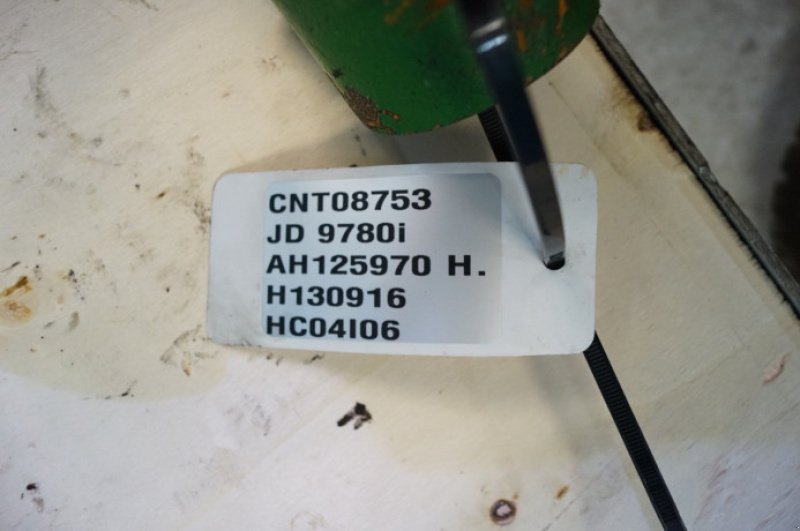 CNT08753
JD 9780i
AH125970 H.
H130916
HC04I06